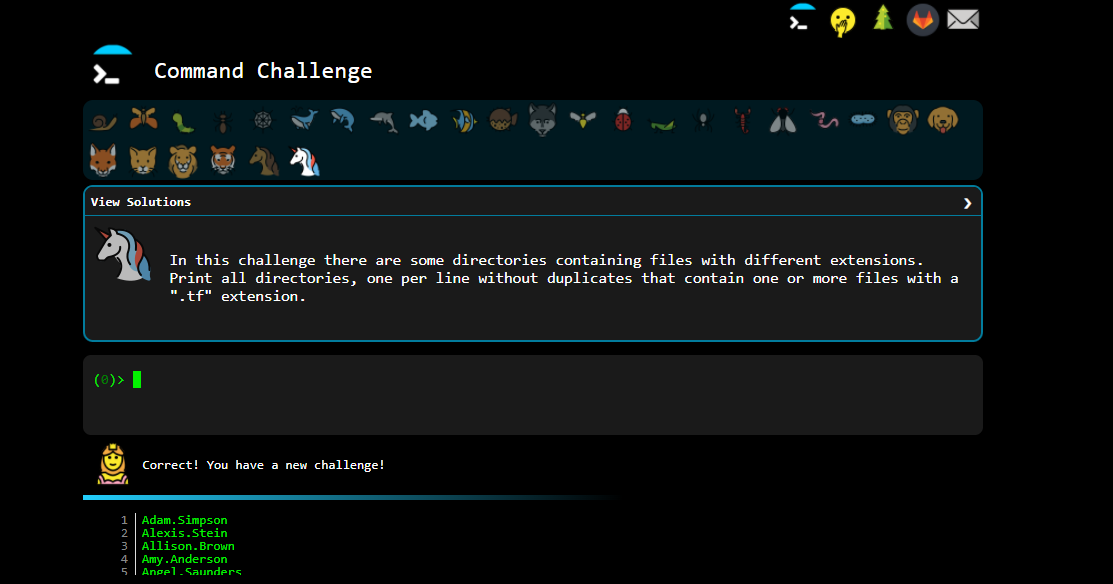 Command Challenge
View Solutions
In this challenge there are some directories containing files with different extensions.
Print all directories, one per line without duplicates that contain one or more files with a
".tf" extension.
(0)>
Correct! You have a new challenge!
1 Adam.Simpson
2 Alexis.Stein
3 Allison.Brown
4 Amy.Anderson
5 Angel.Saunders